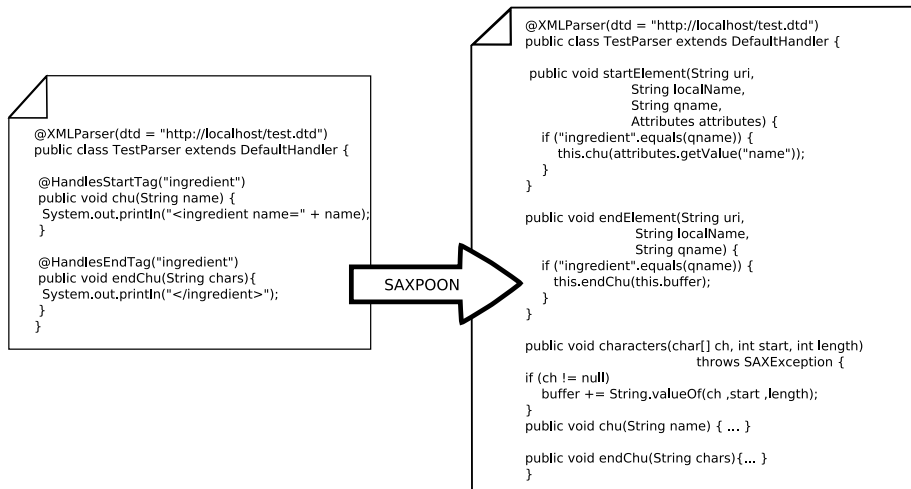 @XMLParser(dtd = "http://localhost/test.dtd")
public class TestParser extends DefaultHandler {
@HandlesStartTag("ingredient")
public void chu(String name) {
System.out.println("<ingredient name=" + name);
}
@HandlesEndTag("ingredient")
public void endChu(String chars){
System.out.println("</ingredient>");
}
}
SAXPOON
@XMLParser(dtd = "http://localhost/test.dtd")
public class TestParser extends DefaultHandler {
public void startElement(String uri,
String localName,
String qname,
Attributes attributes) {
if ("ingredient".equals(qname)) {
this.chu(attributes.getValue("name"));
}
}
public void endElement(String uri,
String localName,
String qname) {
if ("ingredient".equals(qname)) {
this.endChu(this.buffer);
}
}
public void characters(char[] ch, int start, int length)
throws SAXException {
if (ch != null)
buffer += String.valueOf(ch ,start ,length);
}
public void chu(String name) { ... }
public void endChu(String chars){... }
}